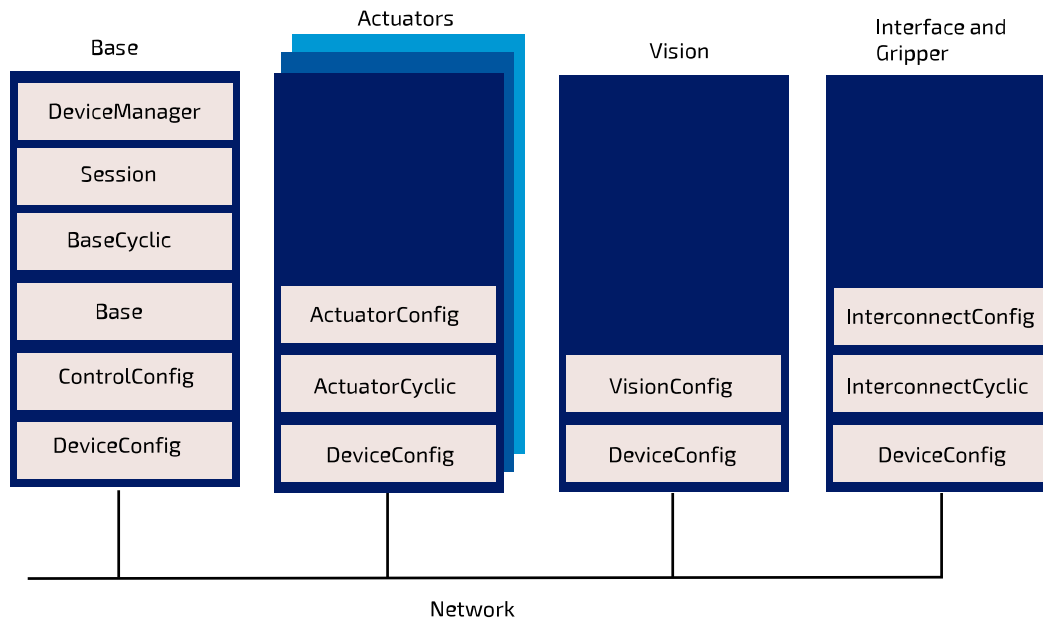 Base
DeviceManager
Session
BaseCyclic
Base
ControlConfig
DeviceConfig
Actuators
ActuatorConfig
ActuatorCyclic
DeviceConfig
Vision
VisionConfig
DeviceConfig
Interface and
Gripper
InterconnectConfig
InterconnectCyclic
DeviceConfig
Network